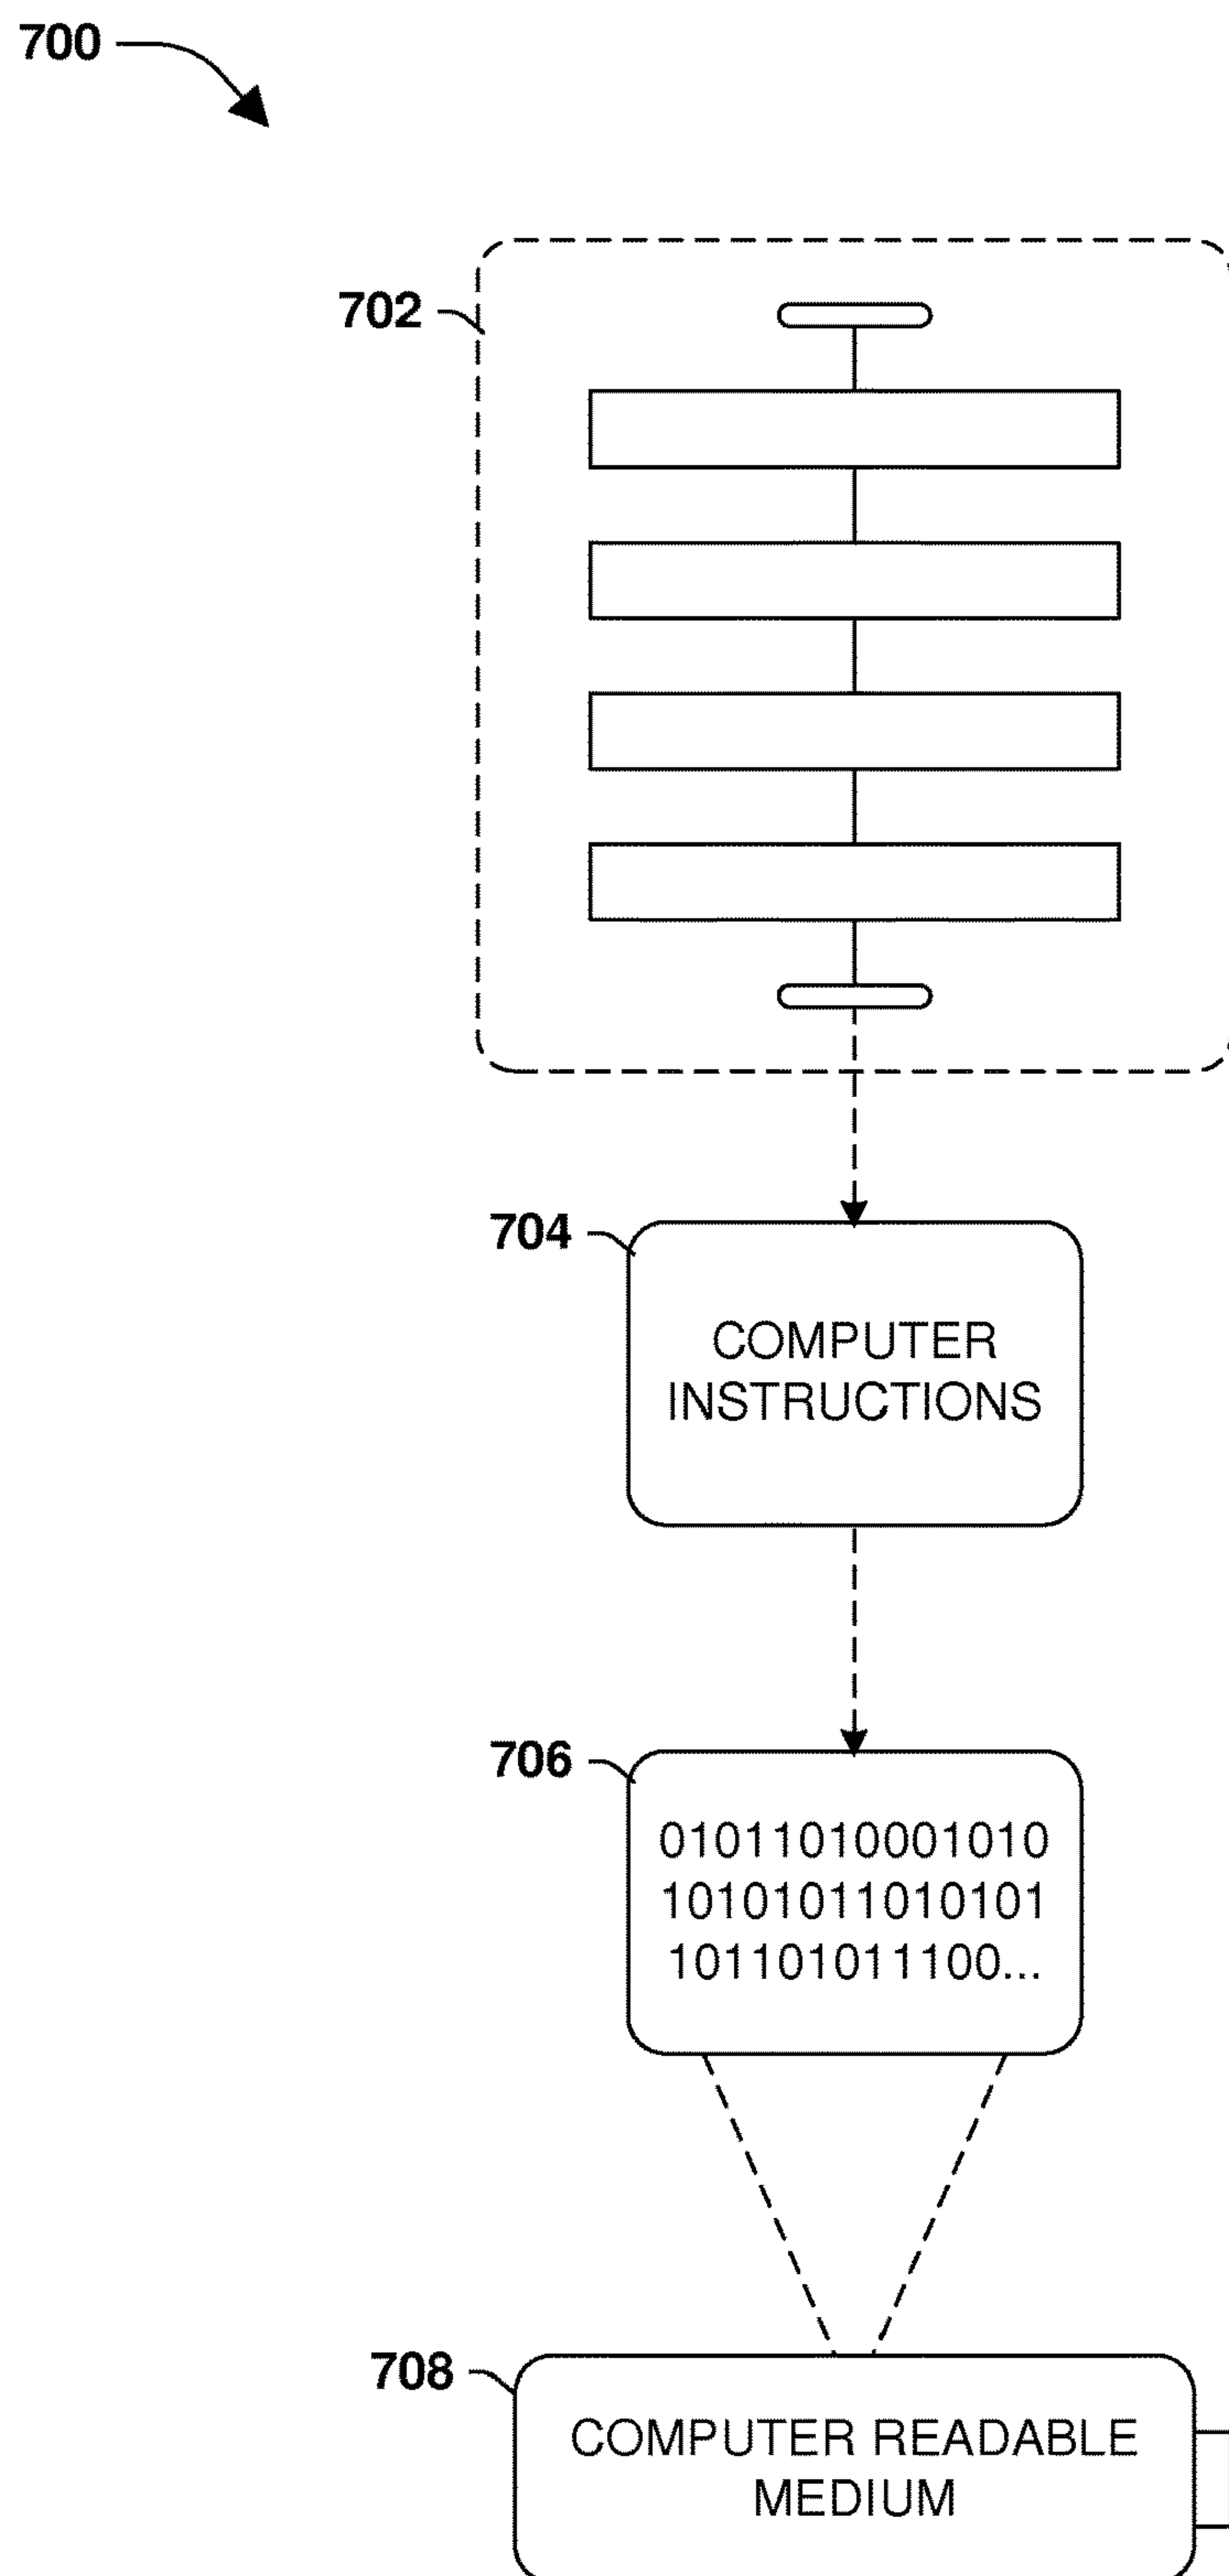 700
702
704
COMPUTER
INSTRUCTIONS
706
01011010001010
10101011010101
101101011100...
708
COMPUTER READABLE
MEDIUM